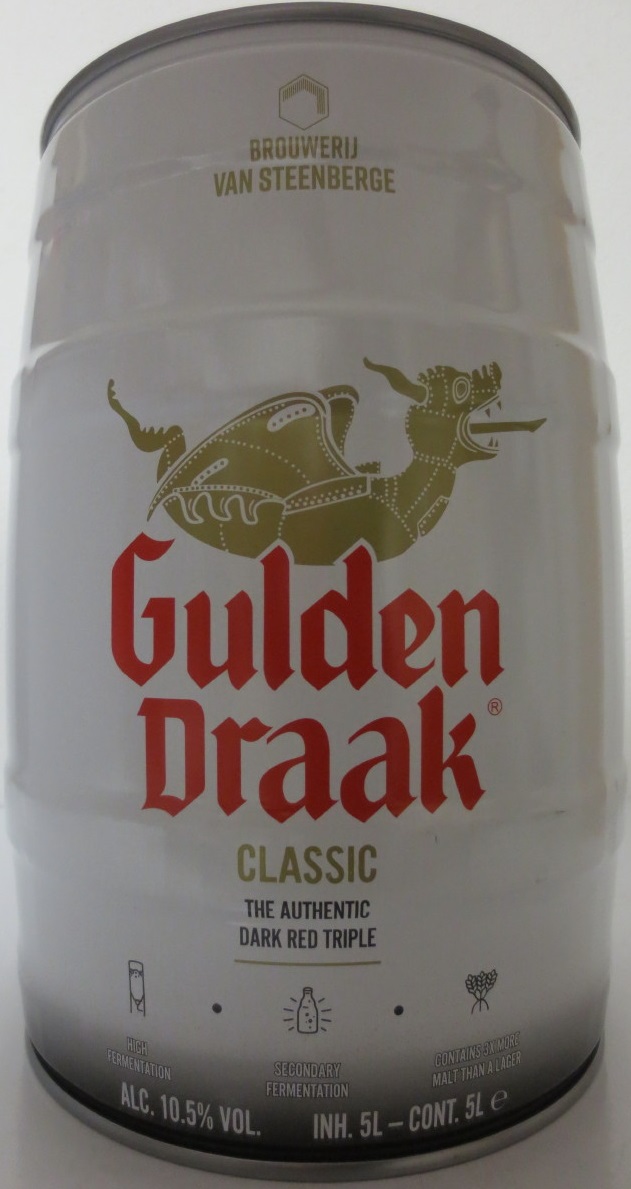 BROUWERIJ
VAN STEENBERGE
Gulden
Draak®
CLASSIC
THE AUTHENTIC
DARK RED TRIPLE
HIGH
FERMENTATION
SECONDARY
FERMENTATION
CONTAINS 3X MORE
MALT THAN A LAGER
ALC. 10.5% VOL.
INH. 5L – CONT. 5L ℮